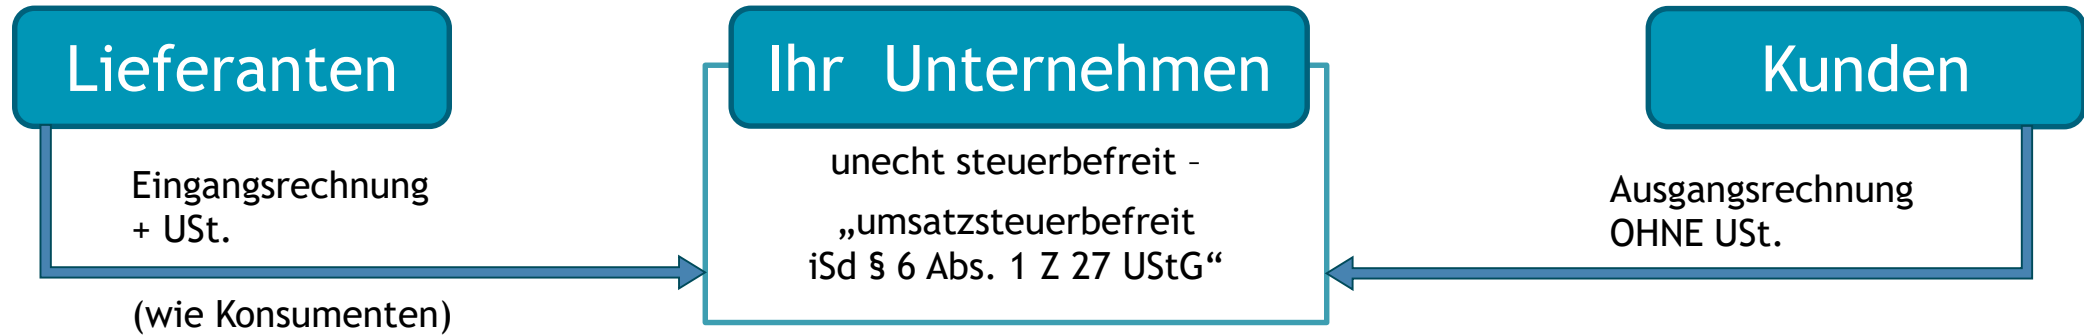 Lieferanten
Ihr Unternehmen
Kunden
Eingangsrechnung
+ USt.
(wie Konsumenten)
unecht steuerbefreit –
„umsatzsteuerbefreit
iSd § 6 Abs. 1 Z 27 UStG“
Ausgangsrechnung
OHNE USt.